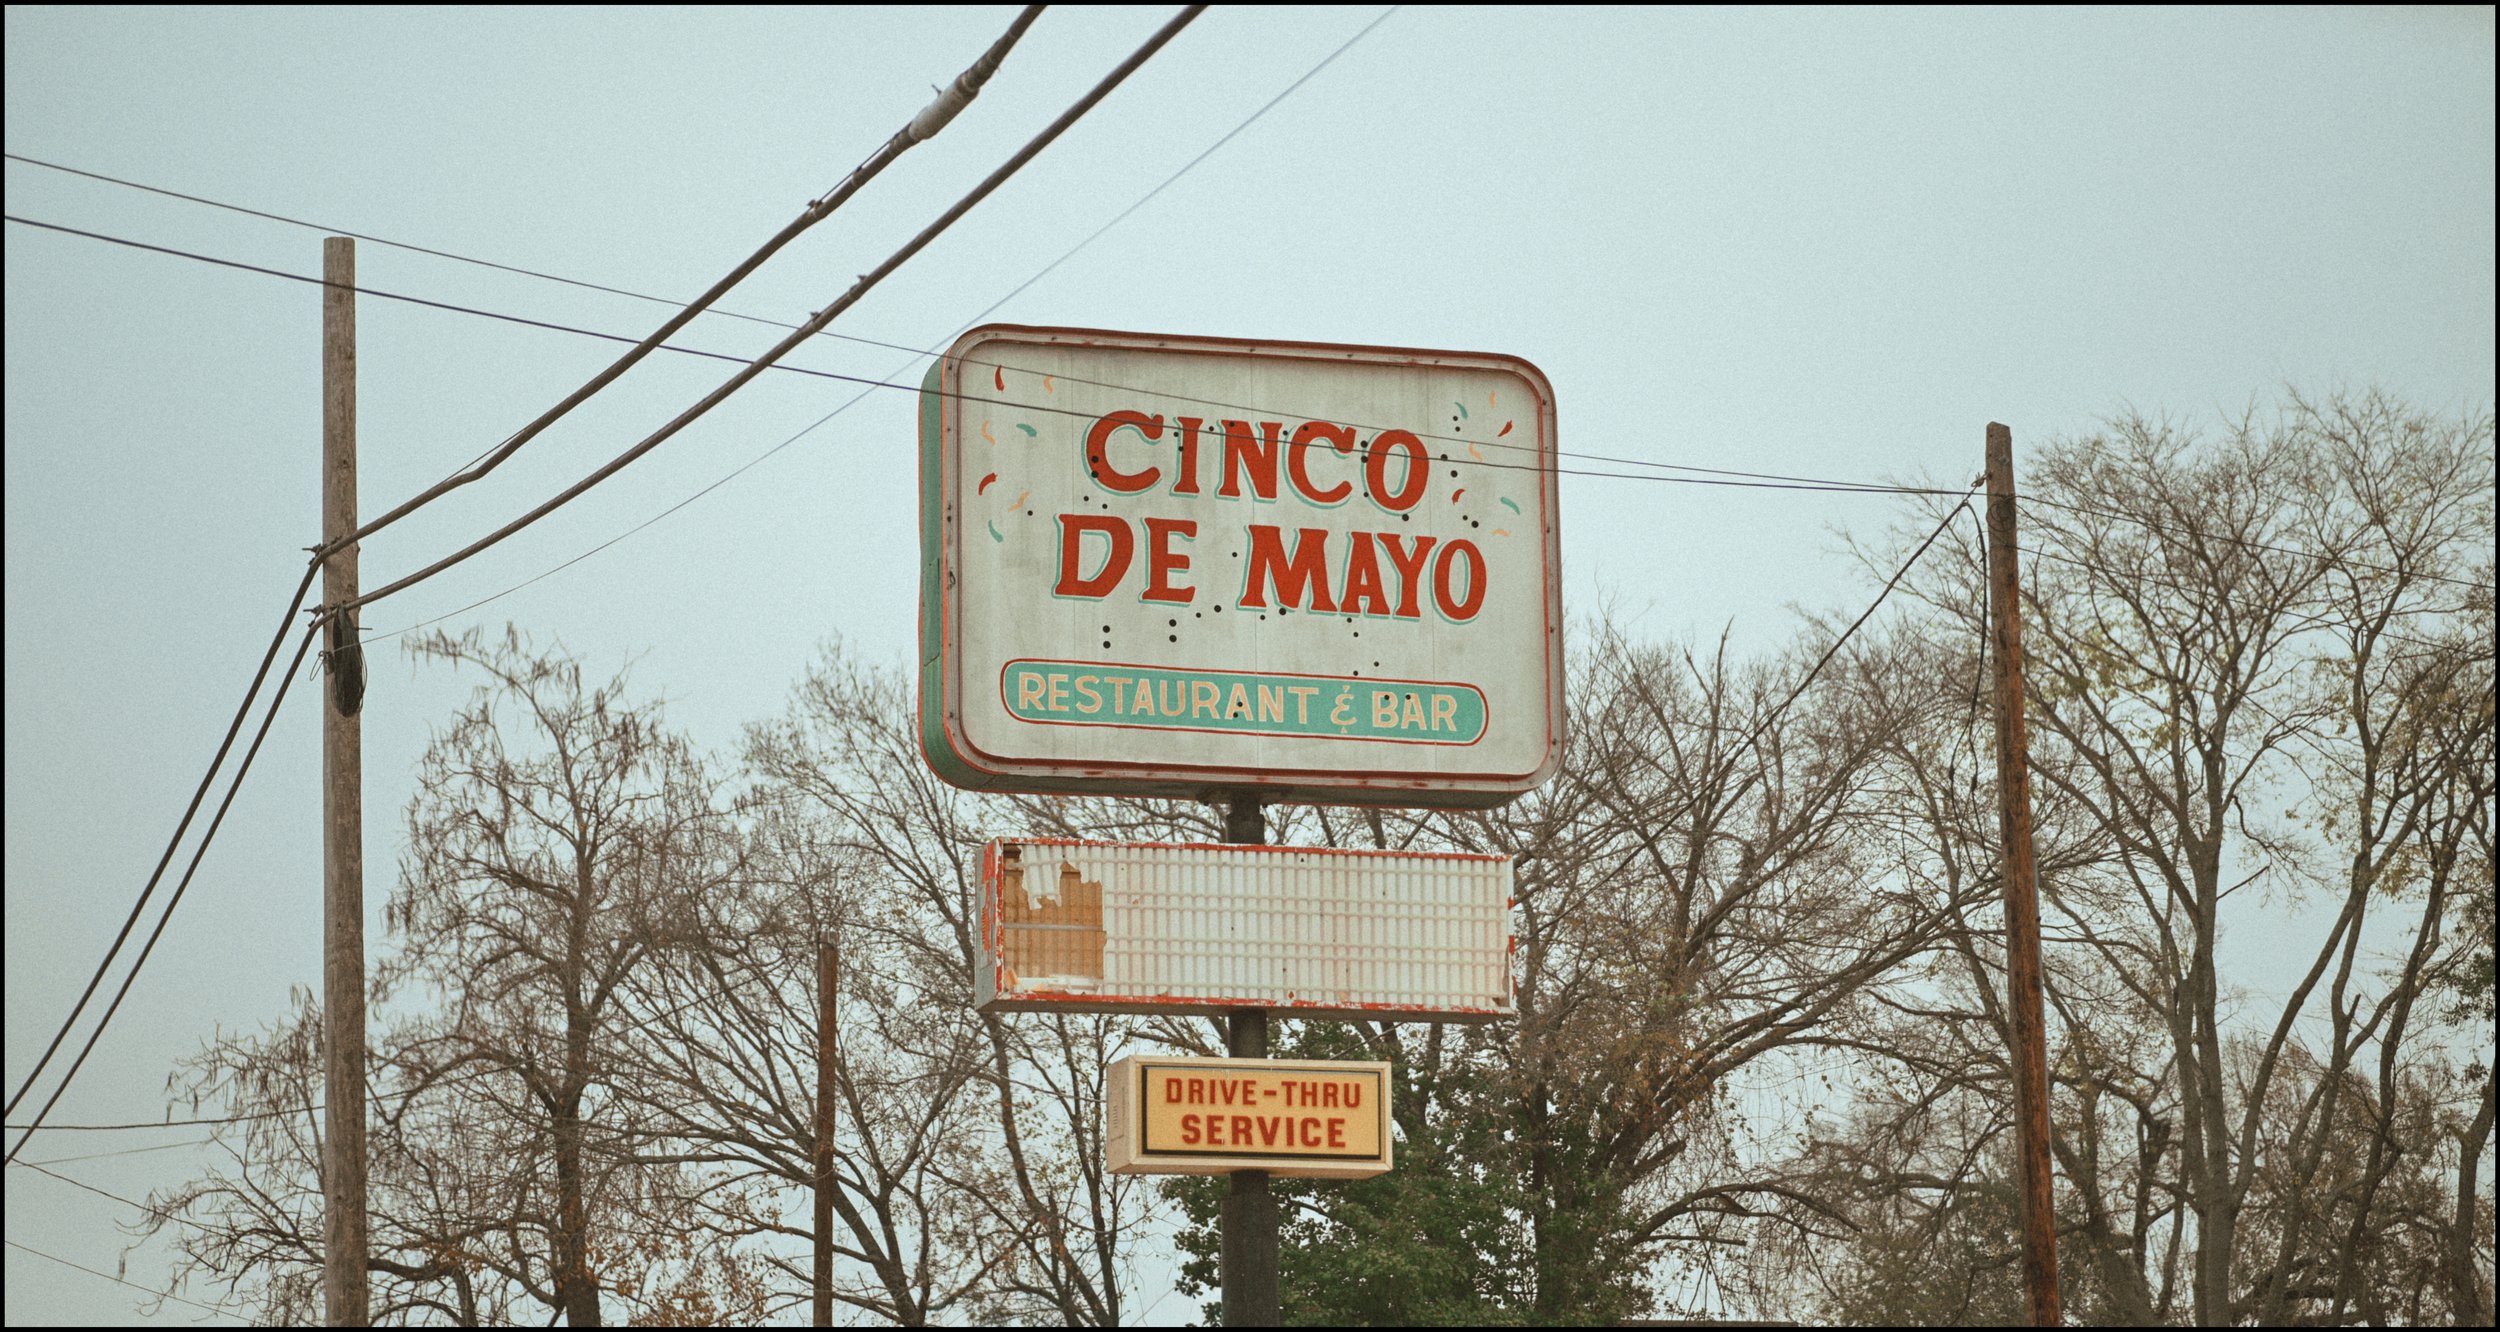 CINCO
DE MAYO
RESTAURANT & BAR
DRIVE-THRU
SERVICE